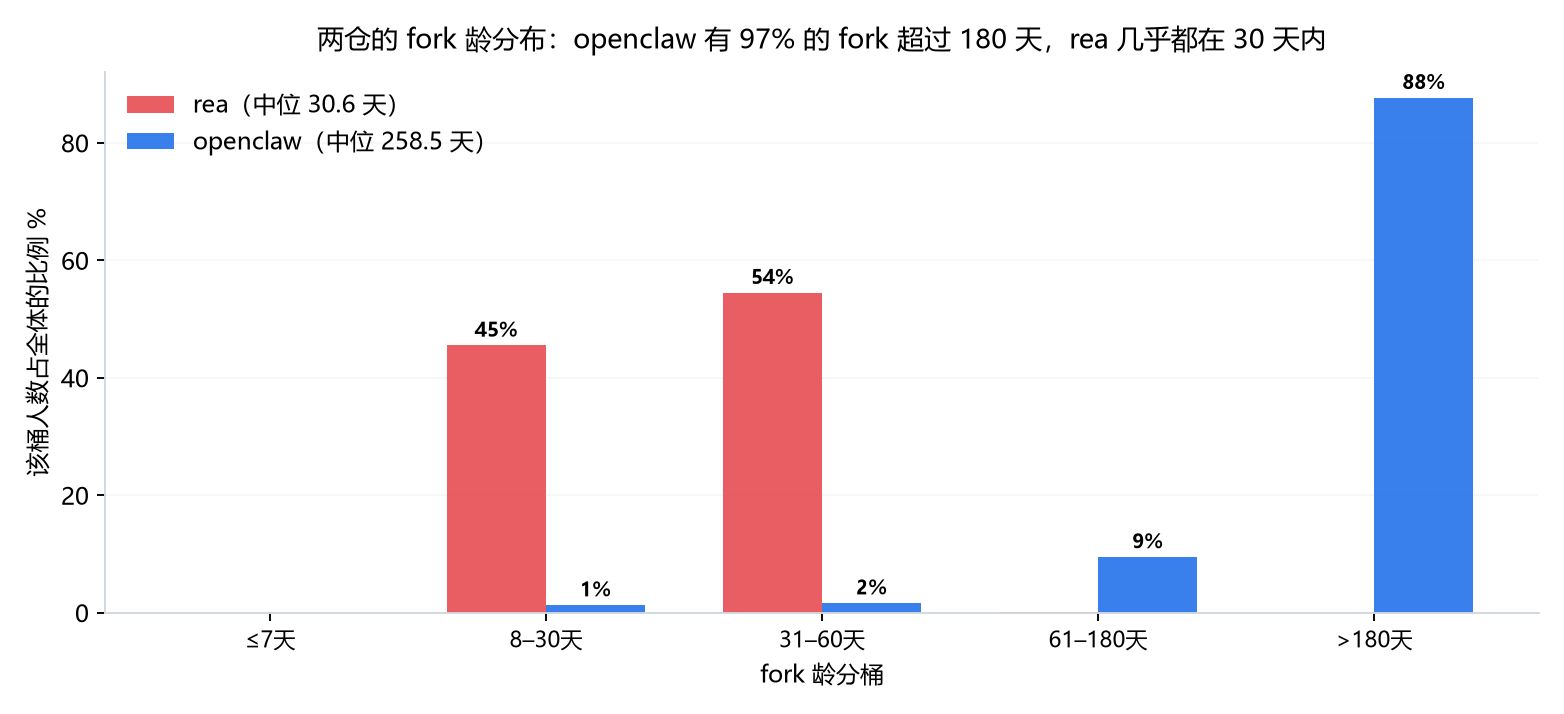 两仓的 fork 龄分布：openclaw 有 97% 的 fork 超过 180 天，rea 几乎都在 30 天内
rea（中位 30.6 天）
openclaw（中位 258.5 天）
该桶人数占全体的比例 %
80
60
40
20
0
45%
1%
54%
2%
9%
88%
≤7天
8–30天
31–60天
61–180天
>180天
fork 龄分桶